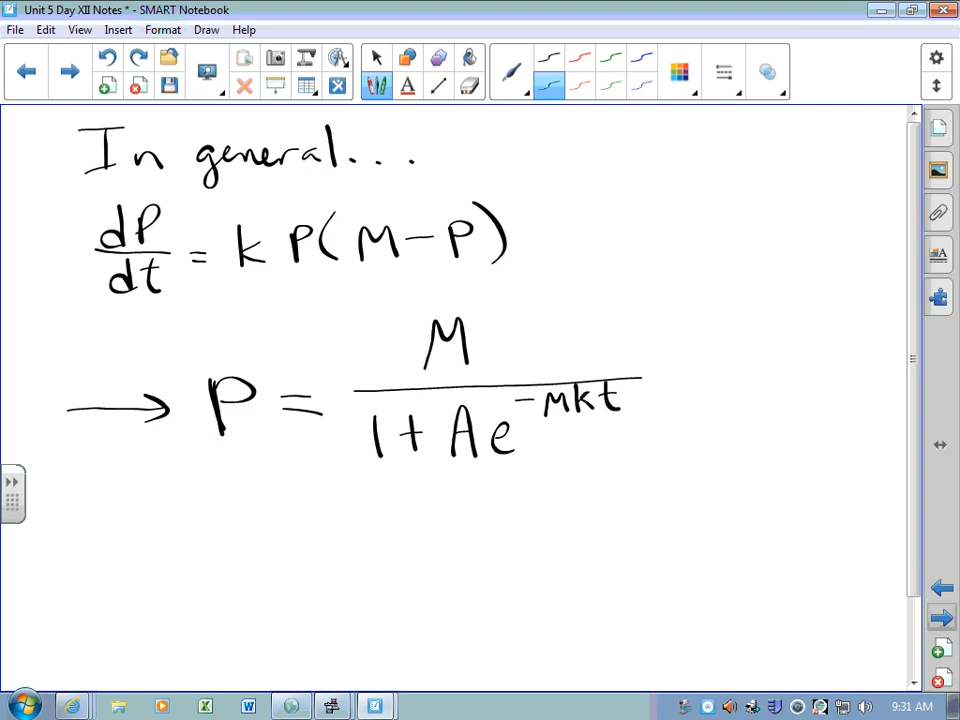 Unit 5 Day XII Notes * - SMART Notebook
File Edit View Insert Format Draw Help
In general...
dP/dt = k P(M-P)
→ P = M/(1+Ae^(-Mkt))
9:31 AM